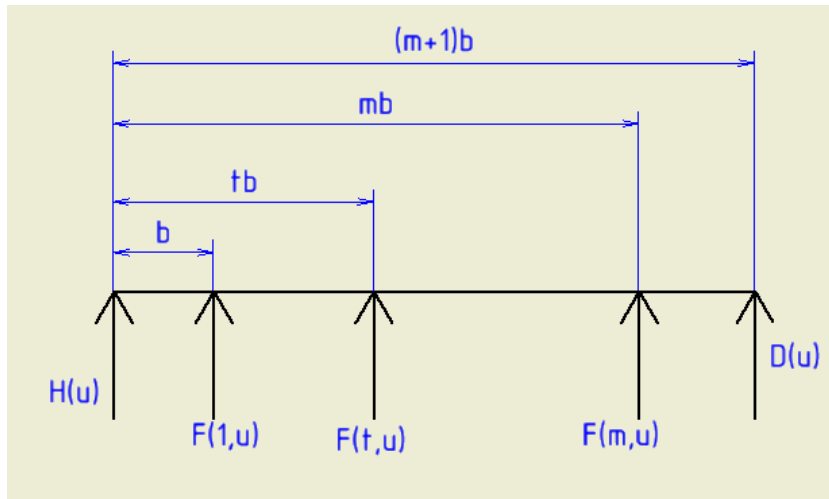 (m+1)b
mb
tb
b
H(u)
F(1,u)
F(t,u)
F(m,u)
D(u)